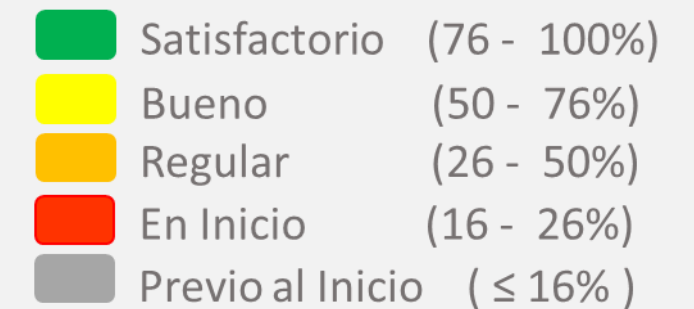 Satisfactorio (76 - 100%)
Bueno (50 - 76%)
Regular (26 - 50%)
En Inicio (16 - 26%)
Previo al Inicio ( ≤ 16% )